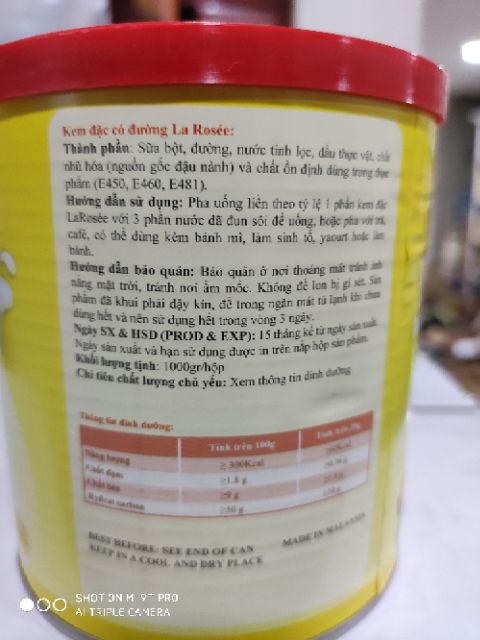 Kem đặc có đường La Rosée:
Thành phần: Sữa bột, đường, nước tinh lọc, dầu thực vật, chất
nhũ hóa (nguồn gốc đậu nành) và chất ổn định dùng trong thực
phẩm (E450, E460, E481).
Hướng dẫn sử dụng: Pha uống liền theo tỷ lệ 1 phần kem đặc
LaRosée với 3 phần nước đã đun sôi để uống, hoặc pha với trà,
café, có thể dùng kèm bánh mì, làm sinh tố, yaourt hoặc làm
bánh.
Hướng dẫn bảo quản: Bảo quản ở nơi thoáng mát tránh ánh
nắng mặt trời, tránh nơi ẩm mốc. Không để lon bị gỉ sét. Sản
phẩm đã khui phải đậy kín, để trong ngăn mát tủ lạnh khi chưa
dùng hết và nên sử dụng hết trong vòng 3 ngày.
Ngày SX & HSD (PROD & EXP): 15 tháng kể từ ngày sản xuất.
Ngày sản xuất và hạn sử dụng được in trên nắp hộp sản phẩm.
Khối lượng tịnh: 1000gr/hộp
Chỉ tiêu chất lượng chủ yếu: Xem thông tin dinh dưỡng
Thông tin dinh dưỡng:
Tính trên 100g Tính trên
Năng lượng ≥ 300Kcal
Chất đạm ≥1.8 g
Chất béo ≥9 g
Hydrat carbon ≥56 g
BEST BEFORE: SEE END OF CAN MADE IN MALAYSIA
KEEP IN A COOL AND DRY PLACE
SHOT ON MI 9T PRO
AI TRIPLE CAMERA